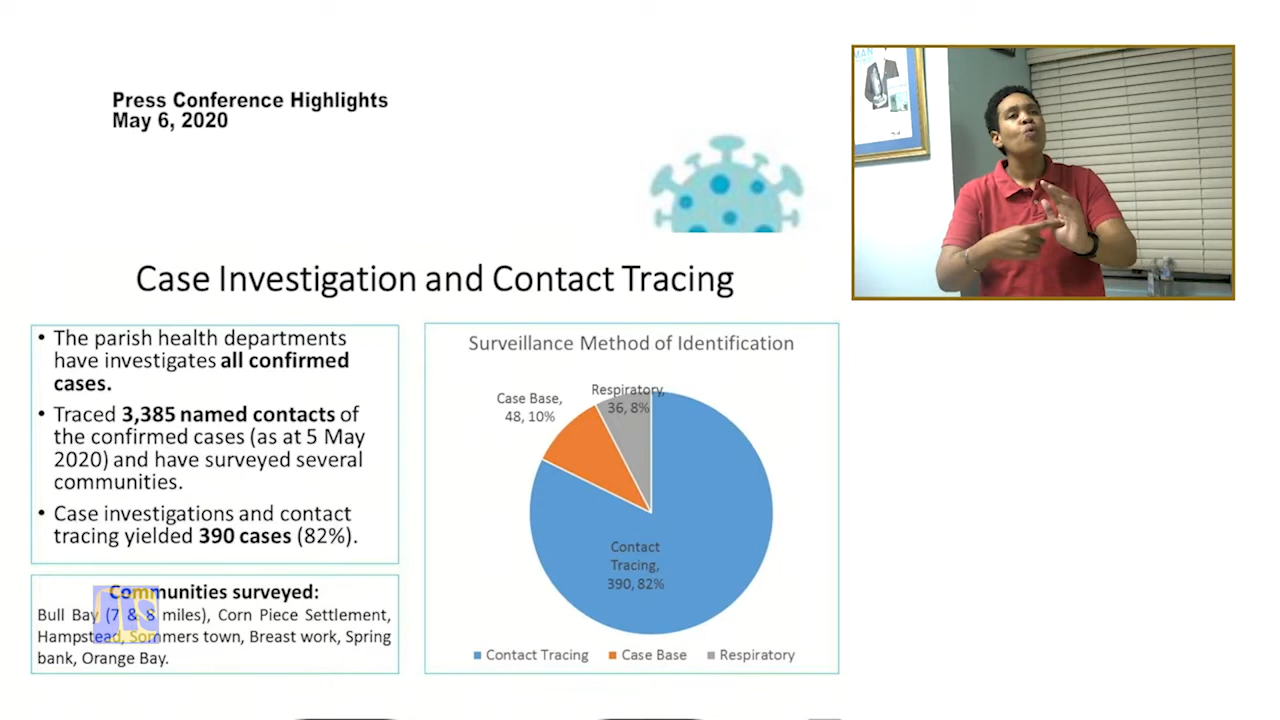 Press Conference Highlights
May 6, 2020
MAN
Case Investigation and Contact Tracing
• The parish health departments
have investigates all confirmed
cases.
• Traced 3,385 named contacts of
the confirmed cases (as at 5 May
2020) and have surveyed several
communities.
• Case investigations and contact
tracing yielded 390 cases (82%).
Communities surveyed:
Bull Bay (7 & 8 miles), Corn Piece Settlement,
Hampstead, Sommers town, Breast work, Spring
bank, Orange Bay.
JIS
Surveillance Method of Identification
Respiratory,
36, 8%
Case Base,
48, 10%
Contact
Tracing,
390, 82%
Contact Tracing
Case Base
Respiratory